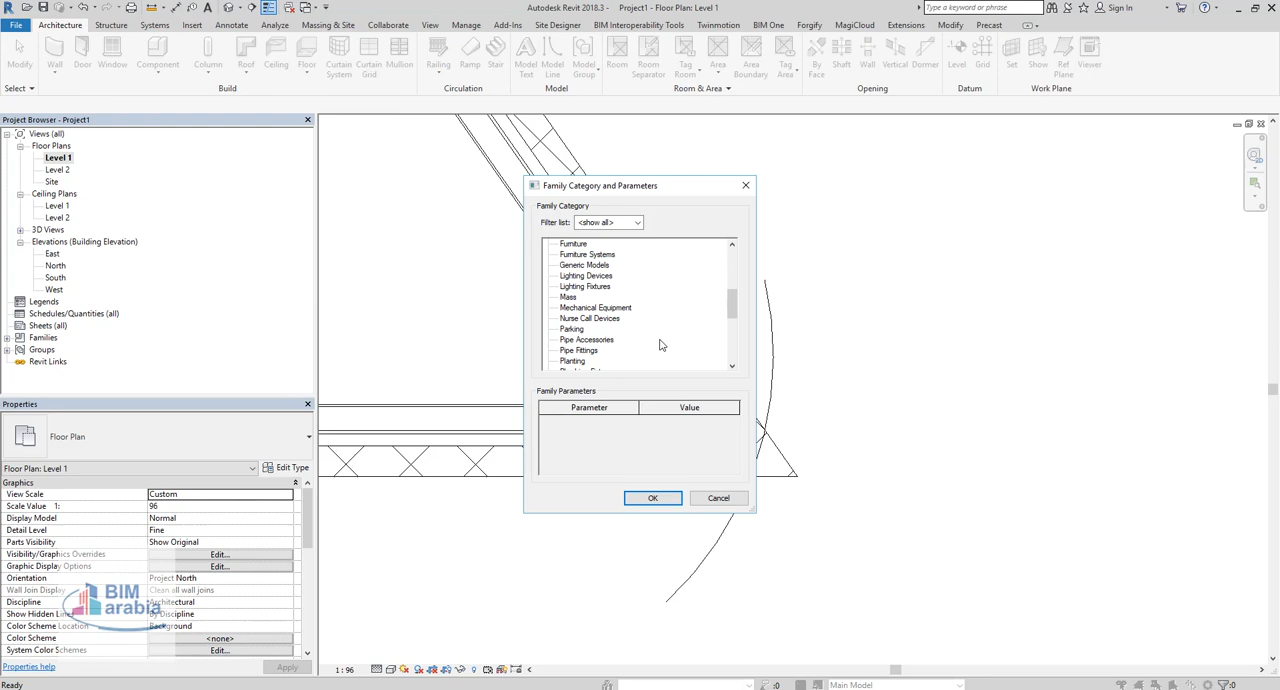 Autodesk Revit 2018.3 - Project1 - Floor Plan: Level 1
Type a keyword or phrase
Sign In
File Architecture Structure Systems Insert Annotate Analyze Massing & Site Collaborate View Manage Add-Ins Site Designer BIM Interoperability Tools Twinmotion BIM One Forgify MagiCloud Extensions Modify Precast
Modify Wall Door Window Component Column Roof Ceiling Floor Curtain System Curtain Grid Mullion Railing Ramp Stair Model Text Model Line Model Group Room Room Separator Tag Room Area Area Boundary Tag Area By Face Shaft Wall Vertical Dormer Level Grid Set Show Ref Plane Viewer
Select Build Circulation Model Room & Area Opening Datum Work Plane
Project Browser - Project1
Views (all)
Floor Plans
Level 1
Level 2
Site
Ceiling Plans
Level 1
Level 2
3D Views
Elevations (Building Elevation)
East
North
South
West
Legends
Schedules/Quantities (all)
Sheets (all)
Families
Groups
Revit Links
Properties
Floor Plan
Floor Plan: Level 1 Edit Type
Graphics
View Scale Custom
Scale Value 1: 96
Display Model Normal
Detail Level Fine
Parts Visibility Show Original
Visibility/Graphics Overrides Edit...
Graphic Display Options Edit...
Orientation Project North
Wall Join Display Clean all wall joins
Discipline Architectural
Show Hidden Lines By Discipline
Color Scheme Location Background
Color Scheme <none>
System Color Schemes Edit...
Properties help Apply
BIM
arabia
Family Category and Parameters
Family Category
Filter list: <show all>
Furniture
Furniture Systems
Generic Models
Lighting Devices
Lighting Fixtures
Mass
Mechanical Equipment
Nurse Call Devices
Parking
Pipe Accessories
Pipe Fittings
Planting
Family Parameters
Parameter Value
OK Cancel
1 : 96
Ready
:0
Main Model
:0